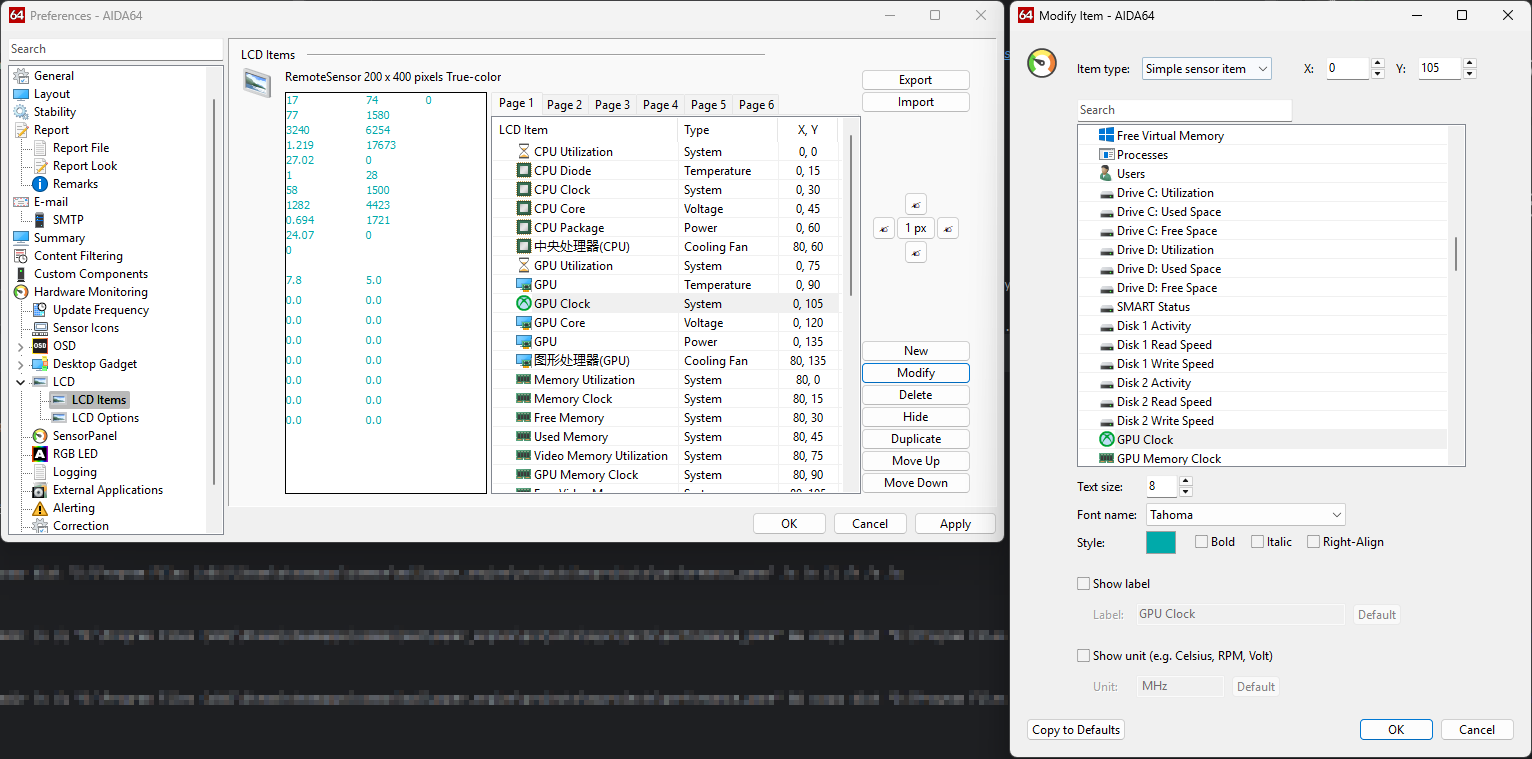 64 Preferences - AIDA64
Search
General
Layout
Stability
Report
Report File
Report Look
Remarks
E-mail
SMTP
Summary
Content Filtering
Custom Components
Hardware Monitoring
Update Frequency
Sensor Icons
OSD OSD
Desktop Gadget
LCD
LCD Items
LCD Options
SensorPanel
A RGB LED
Logging
External Applications
Alerting
Correction
LCD Items
RemoteSensor 200 x 400 pixels True-color
17 74 0
77 1580
3240 6254
1.219 17673
27.02 0
1 28
58 1500
1282 4423
0.694 1721
24.07 0
0
7.8 5.0
0.0 0.0
0.0 0.0
0.0 0.0
0.0 0.0
0.0 0.0
0.0 0.0
0.0 0.0
Page 1 Page 2 Page 3 Page 4 Page 5 Page 6
LCD Item Type X, Y
CPU Utilization System 0, 0
CPU Diode Temperature 0, 15
CPU Clock System 0, 30
CPU Core Voltage 0, 45
CPU Package Power 0, 60
中央处理器(CPU) Cooling Fan 80, 60
GPU Utilization System 0, 75
GPU Temperature 0, 90
GPU Clock System 0, 105
GPU Core Voltage 0, 120
GPU Power 0, 135
图形处理器(GPU) Cooling Fan 80, 135
Memory Utilization System 80, 0
Memory Clock System 80, 15
Free Memory System 80, 30
Used Memory System 80, 45
Video Memory Utilization System 80, 75
GPU Memory Clock System 80, 90
Export
Import
1 px
New
Modify
Delete
Hide
Duplicate
Move Up
Move Down
OK Cancel Apply
64 Modify Item - AIDA64
Item type: Simple sensor item X: 0 Y: 105
Search
Free Virtual Memory
Processes
Users
Drive C: Utilization
Drive C: Used Space
Drive C: Free Space
Drive D: Utilization
Drive D: Used Space
Drive D: Free Space
SMART Status
Disk 1 Activity
Disk 1 Read Speed
Disk 1 Write Speed
Disk 2 Activity
Disk 2 Read Speed
Disk 2 Write Speed
GPU Clock
GPU Memory Clock
Text size: 8
Font name: Tahoma
Style: Bold Italic Right-Align
Show label
Label: GPU Clock Default
Show unit (e.g. Celsius, RPM, Volt)
Unit: MHz Default
Copy to Defaults OK Cancel